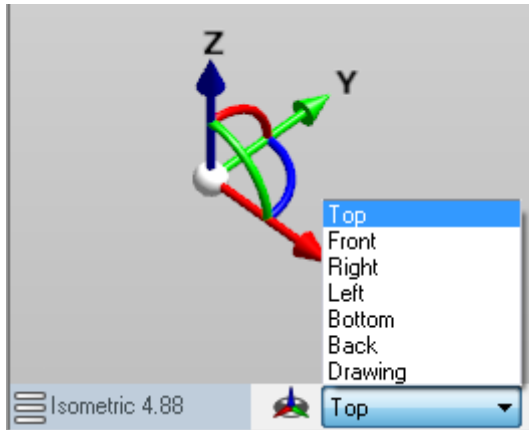 Z
Y
Top
Front
Right
Left
Bottom
Back
Drawing
Isometric 4.88
Top